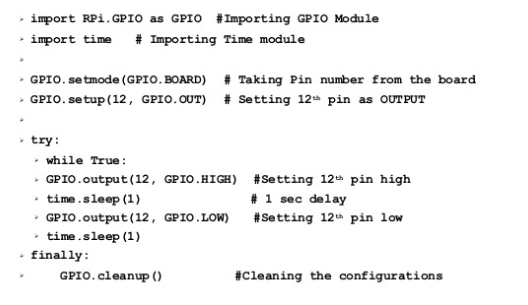 import RPi.GPIO as GPIO  #Importing GPIO Module
import time   # Importing Time module
GPIO.setmode(GPIO.BOARD)  # Taking Pin number from the board
GPIO.setup(12, GPIO.OUT)  # Setting 12th pin as OUTPUT
try:
while True:
GPIO.output(12, GPIO.HIGH)  #Setting 12th pin high
time.sleep(1)              # 1 sec delay
GPIO.output(12, GPIO.LOW)   #Setting 12th pin low
time.sleep(1)
finally:
GPIO.cleanup()         #Cleaning the configurations